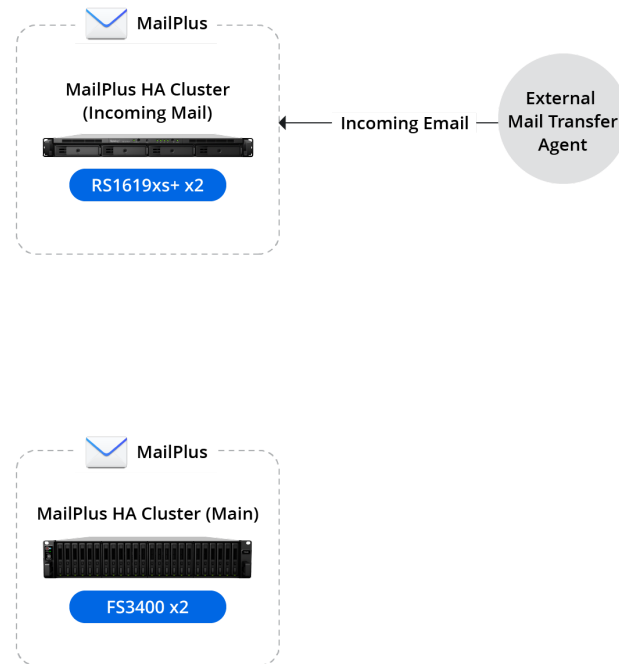 MailPlus
MailPlus HA Cluster
(Incoming Mail)
RS1619xs+ x2
Incoming Email
External
Mail Transfer
Agent
MailPlus
MailPlus HA Cluster (Main)
FS3400 x2